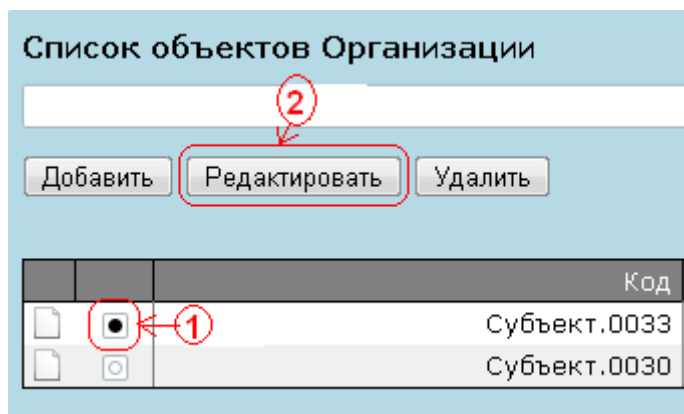 Список объектов Организации
2
Добавить Редактировать Удалить
Код
1 Субъект.0033
Субъект.0030